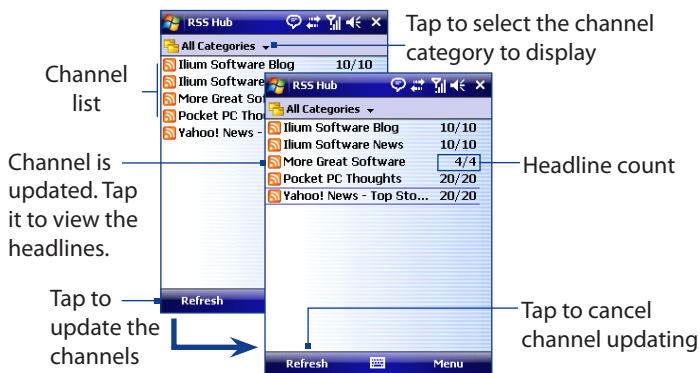 RSS Hub
All Categories
Ilium Software Blog 10/10
Ilium Software
More Great Sof
Pocket PC Thou
Yahoo! News -
Refresh
RSS Hub
All Categories
Ilium Software Blog 10/10
Ilium Software News 10/10
More Great Software 4/4
Pocket PC Thoughts 20/20
Yahoo! News - Top Sto... 20/20
Refresh Menu
Tap to select the channel
category to display
Channel
list
Channel is
updated. Tap
it to view the
headlines.
Headline count
Tap to
update the
channels
Tap to cancel
channel updating